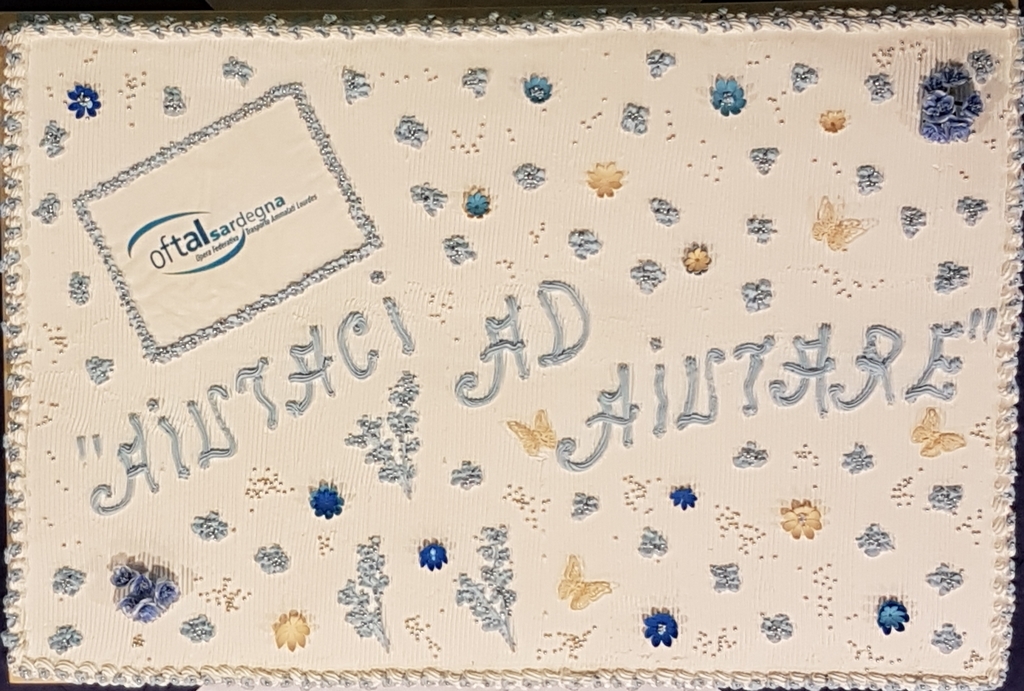 oftalsardegna
Opera Federativa Trasporto Ammalati Lourdes
"AIUTACI AD AIUTARE"